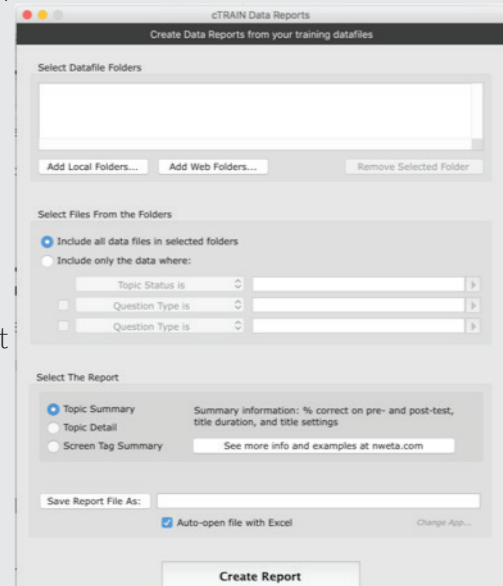 cTRAIN Data Reports
Create Data Reports from your training datafiles
Select Datafile Folders
Add Local Folders... Add Web Folders... Remove Selected Folder
Select Files From the Folders
Include all data files in selected folders
Include only the data where:
Topic Status is
Question Type is
Question Type is
Select The Report
Topic Summary
Topic Detail
Screen Tag Summary
Summary information: % correct on pre- and post-test,
title duration, and title settings
See more info and examples at nweta.com
Save Report File As:
Auto-open file with Excel Change App...
Create Report